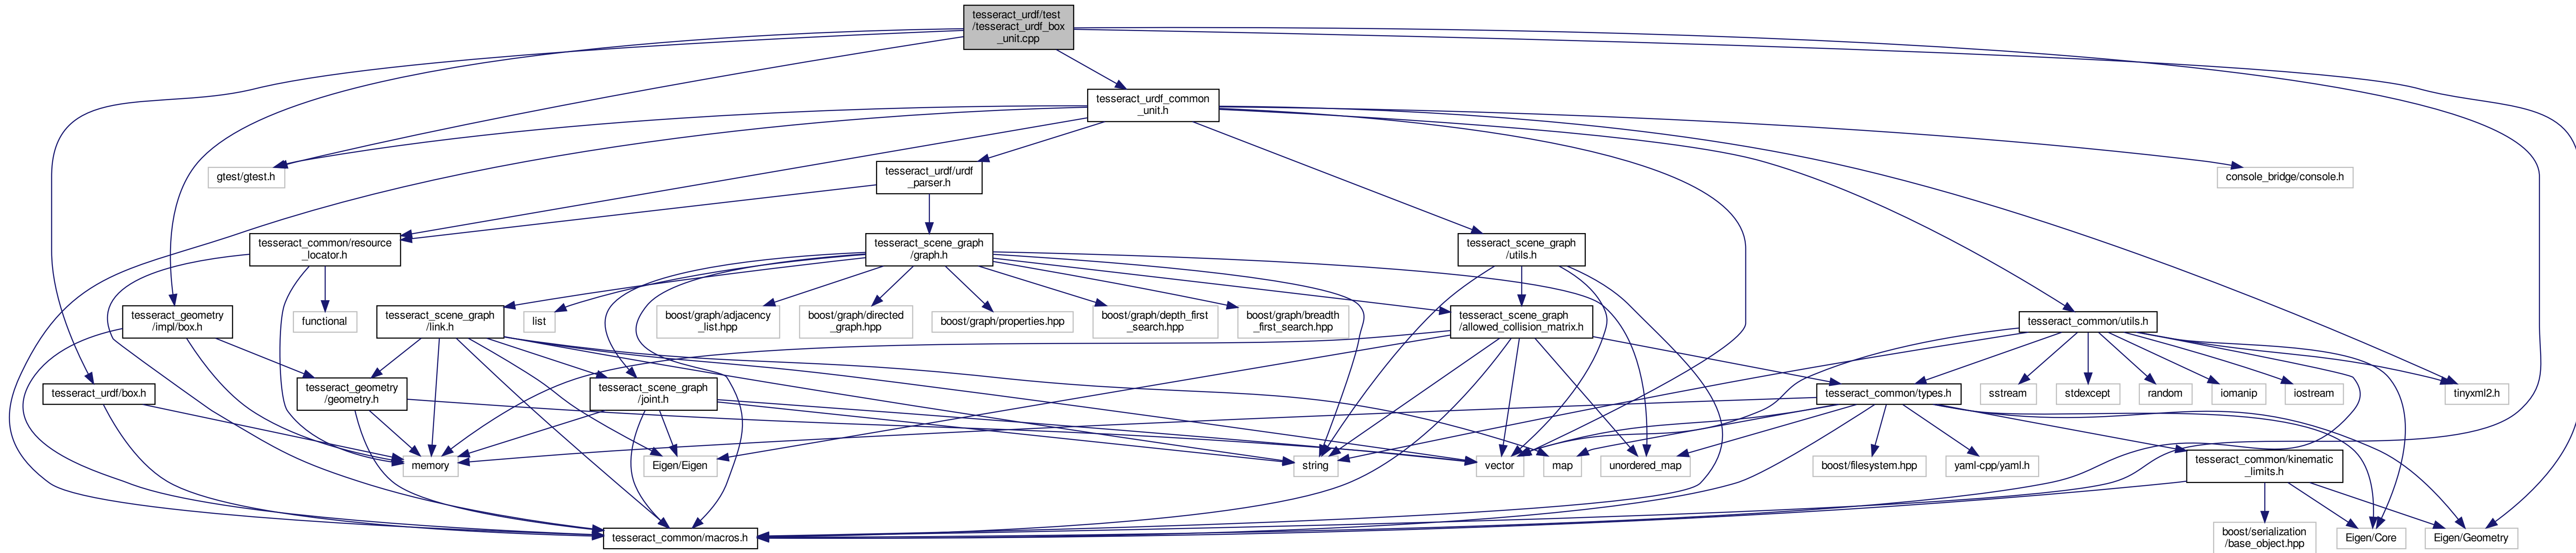 tesseract_urdf/test
/tesseract_urdf_box
_unit.cpp
tesseract_urdf_common
_unit.h
gtest/gtest.h
tesseract_urdf/urdf
_parser.h
console_bridge/console.h
tesseract_common/resource
_locator.h
tesseract_scene_graph
/graph.h
tesseract_scene_graph
/utils.h
tesseract_geometry
/impl/box.h
functional
tesseract_scene_graph
/link.h
list
boost/graph/adjacency
_list.hpp
boost/graph/directed
_graph.hpp
boost/graph/properties.hpp
boost/graph/depth_first
_search.hpp
boost/graph/breadth
_first_search.hpp
tesseract_scene_graph
/allowed_collision_matrix.h
tesseract_common/utils.h
tesseract_urdf/box.h
tesseract_geometry
/geometry.h
tesseract_scene_graph
/joint.h
tesseract_common/types.h
sstream
stdexcept
random
iomanip
iostream
tinyxml2.h
memory
Eigen/Eigen
string
vector
map
unordered_map
boost/filesystem.hpp
yaml-cpp/yaml.h
tesseract_common/kinematic
_limits.h
tesseract_common/macros.h
boost/serialization
/base_object.hpp
Eigen/Core
Eigen/Geometry